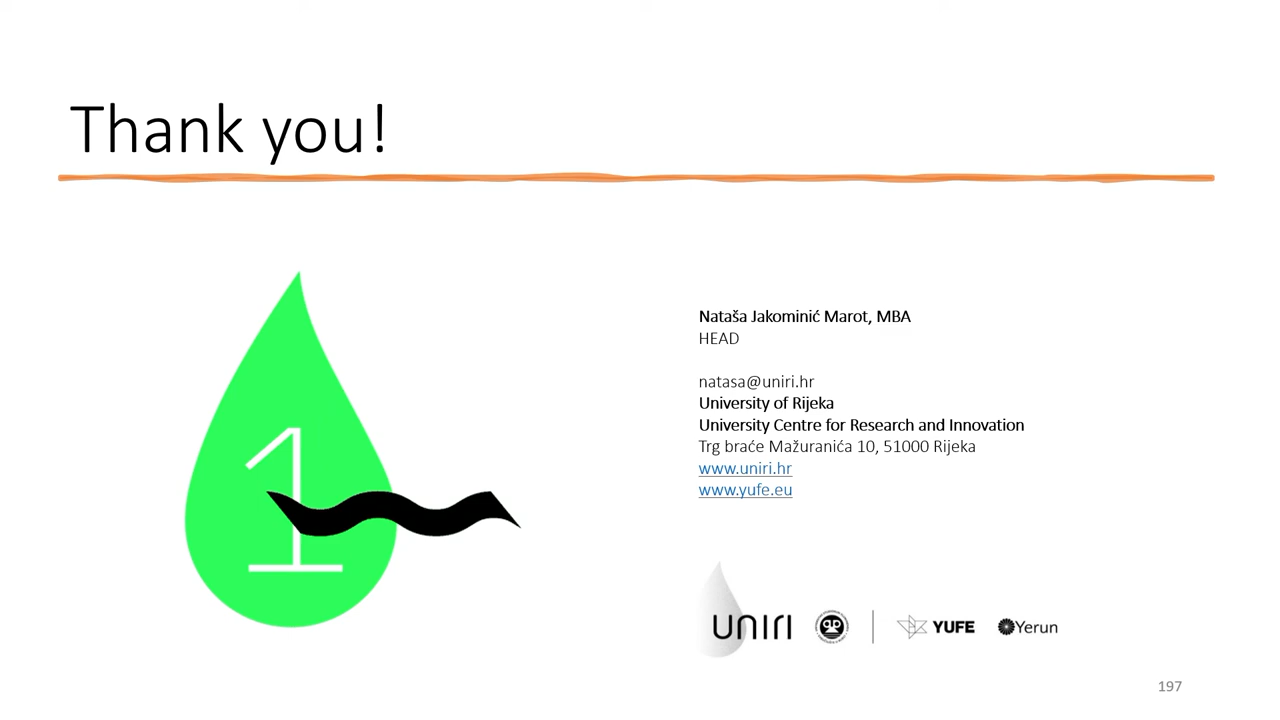 Thank you!
1
Nataša Jakominić Marot, MBA
HEAD
natasa@uniri.hr
University of Rijeka
University Centre for Research and Innovation
Trg braće Mažuranića 10, 51000 Rijeka
www.uniri.hr
www.yufe.eu
UNIRI
YUFE
Yerun
197